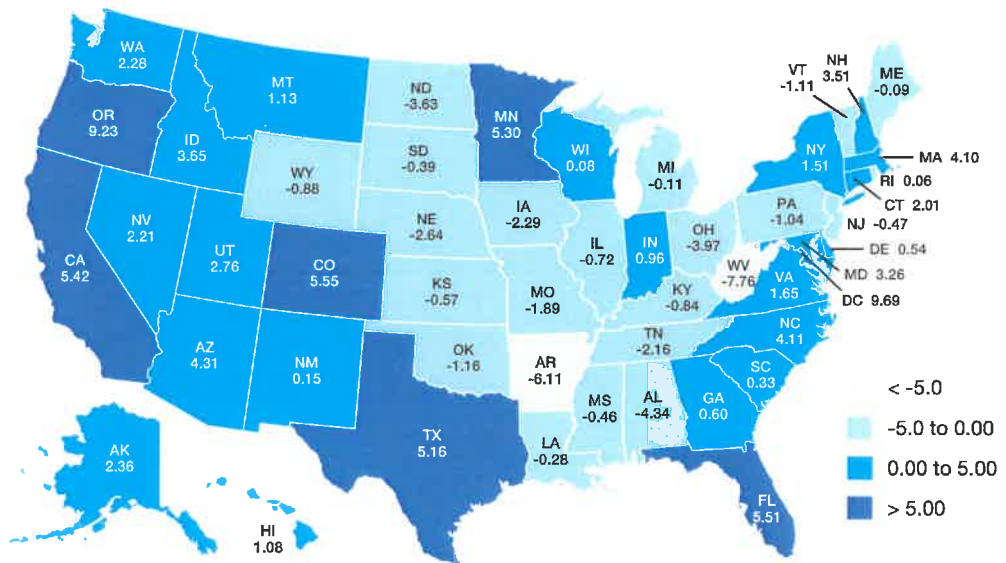 WA
2.28
OR
9.23
CA
5.42
ID
3.65
NV
2.21
MT
1.13
WY
-0.88
UT
2.76
CO
5.55
AZ
4.31
NM
0.15
ND
-3.63
SD
-0.39
NE
-2.64
KS
-0.57
OK
-1.16
TX
5.16
MN
5.30
IA
-2.29
MO
-1.89
AR
-6.11
LA
-0.28
WI
0.08
IL
-0.72
MI
-0.11
IN
0.96
OH
-3.97
KY
-0.84
TN
-2.16
MS
-0.46
AL
-4.34
GA
0.60
FL
5.51
SC
0.33
NC
4.11
VA
1.65
WV
-7.76
PA
-1.04
NY
1.51
VT
-1.11
NH
3.51
ME
-0.09
MA 4.10
RI 0.06
CT 2.01
NJ -0.47
DE 0.54
MD 3.26
DC 9.69
AK
2.36
HI
1.08
< -5.0
-5.0 to 0.00
0.00 to 5.00
> 5.00